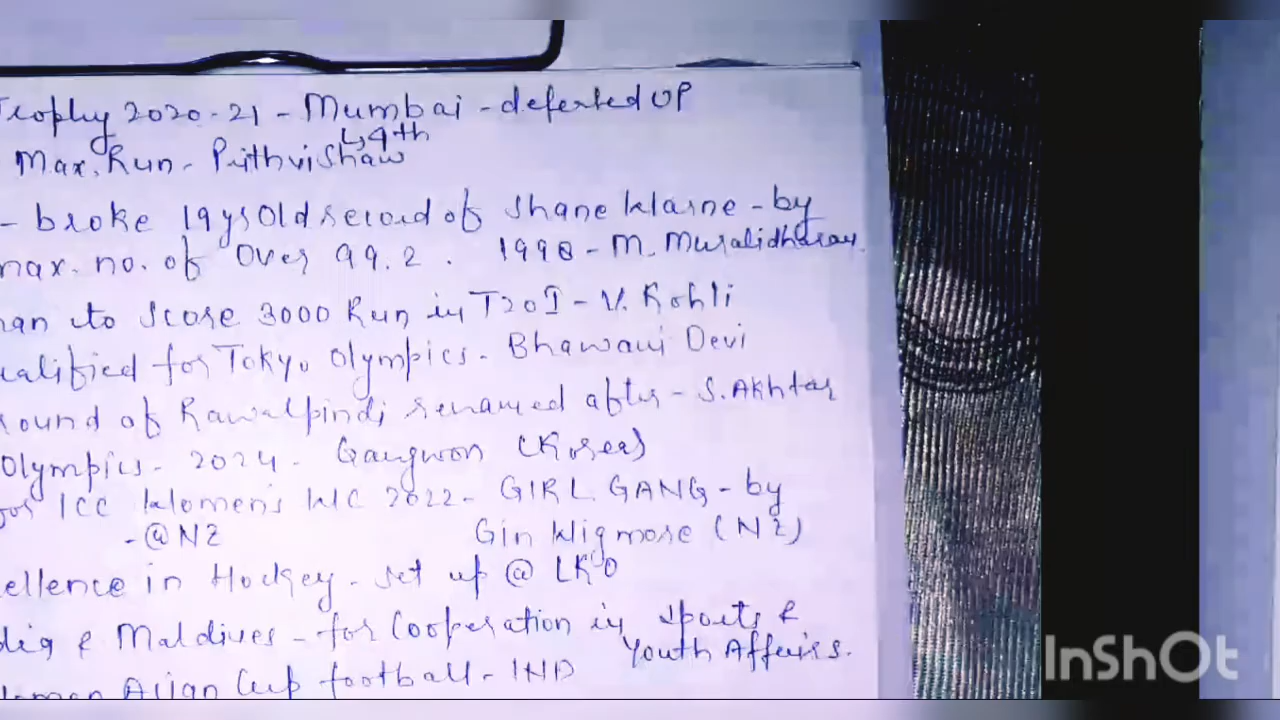 Trophy 2020-21 - Mumbai - defeated UP
↳4th
Max. Run - Prithvi Shaw
- broke 19 yrs old record of Shane Warne - by
max. no. of Over 99.2. 1998 - M. Muralidharan.
man to score 3000 Run in T20I - V. Kohli
ualified for Tokyo Olympics - Bhawani Devi
round of Rawalpindi renamed after - S. Akhtar
Olympics - 2024 - Gangwon (Korea)
for ICC Women's WC 2022 - GIRL GANG - by
- @NZ Gin Wigmore (NZ)
ellence in Hockey - set up @ LKO
dia & Maldives - for Cooperation in Sports &
Youth Affairs.
Women Asian Cup football - IND
InShOt